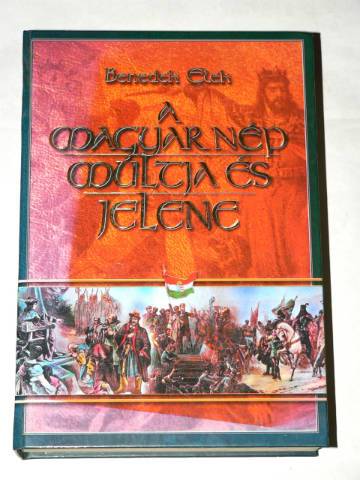 Benedek Elek
A
MAGYAR NÉP
MÚLTJA ÉS
JELENE